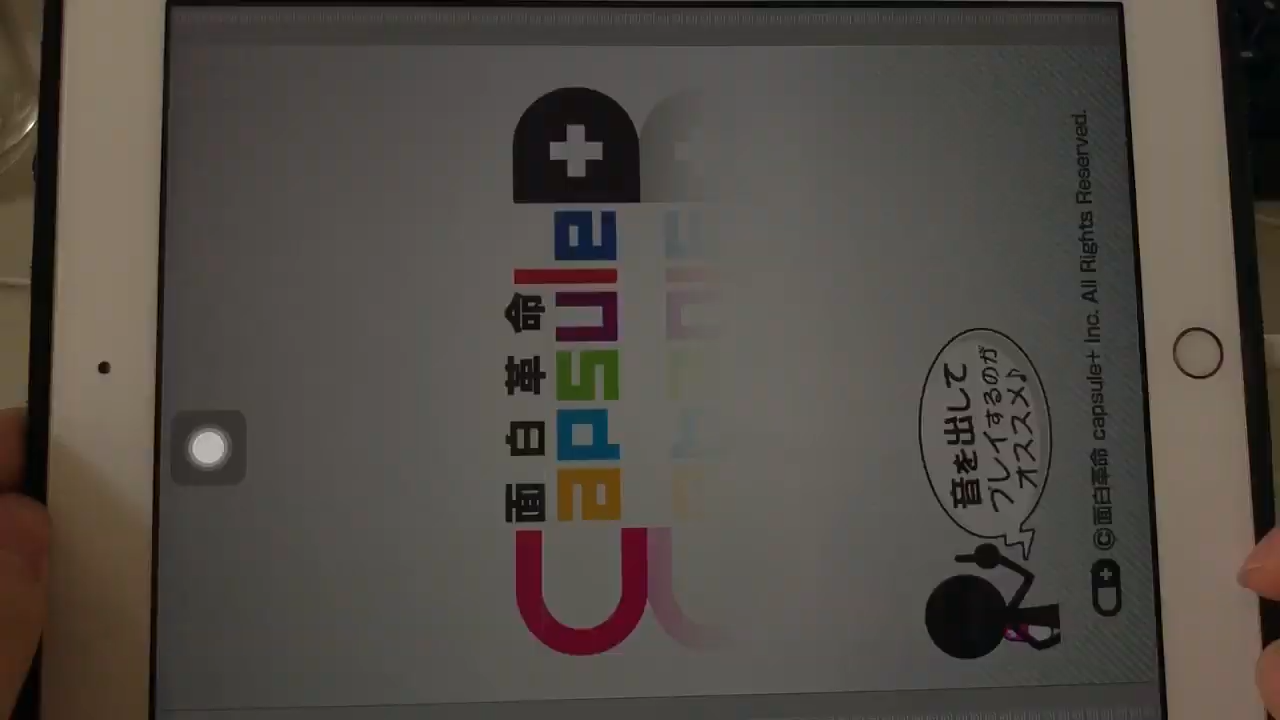 面白革命
capsule+
音を出して
プレイするのが
オススメ♪
©面白革命 capsule+ Inc. All Rights Reserved.